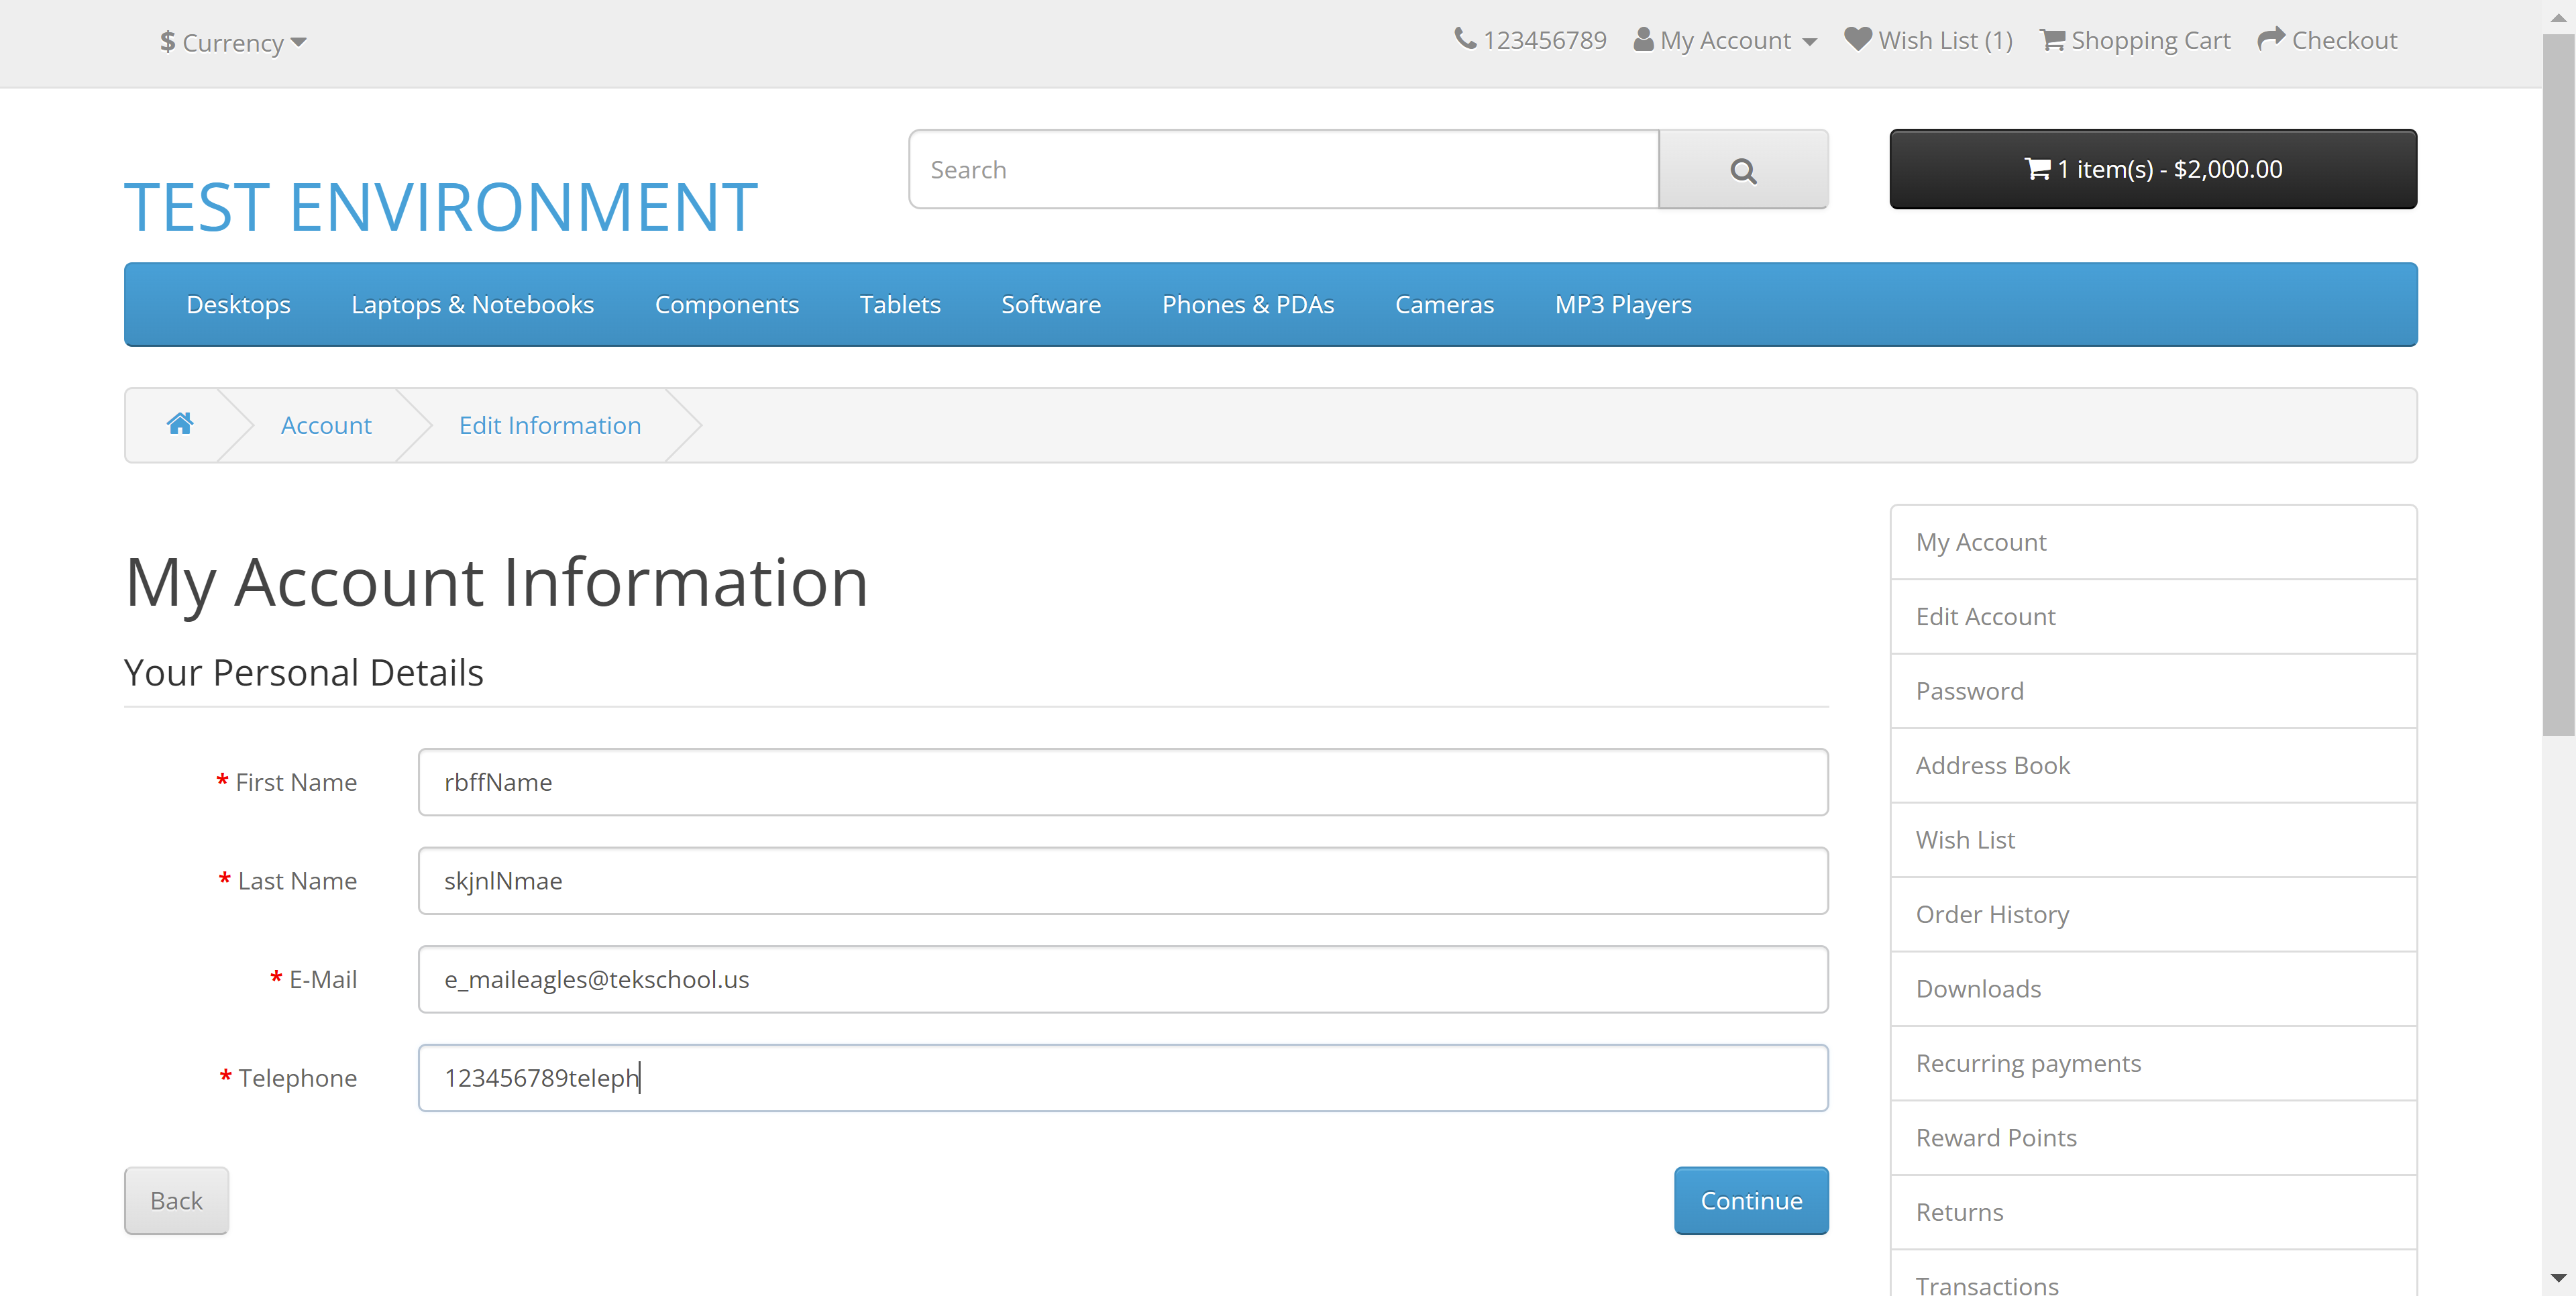 $ Currency
123456789 My Account Wish List (1) Shopping Cart Checkout
TEST ENVIRONMENT
Search
1 item(s) - $2,000.00
Desktops Laptops & Notebooks Components Tablets Software Phones & PDAs Cameras MP3 Players
Account Edit Information
My Account Information
Your Personal Details
* First Name rbffName
* Last Name skjnlNmae
* E-Mail e_maileagles@tekschool.us
* Telephone 123456789teleph
Back
Continue
My Account
Edit Account
Password
Address Book
Wish List
Order History
Downloads
Recurring payments
Reward Points
Returns
Transactions